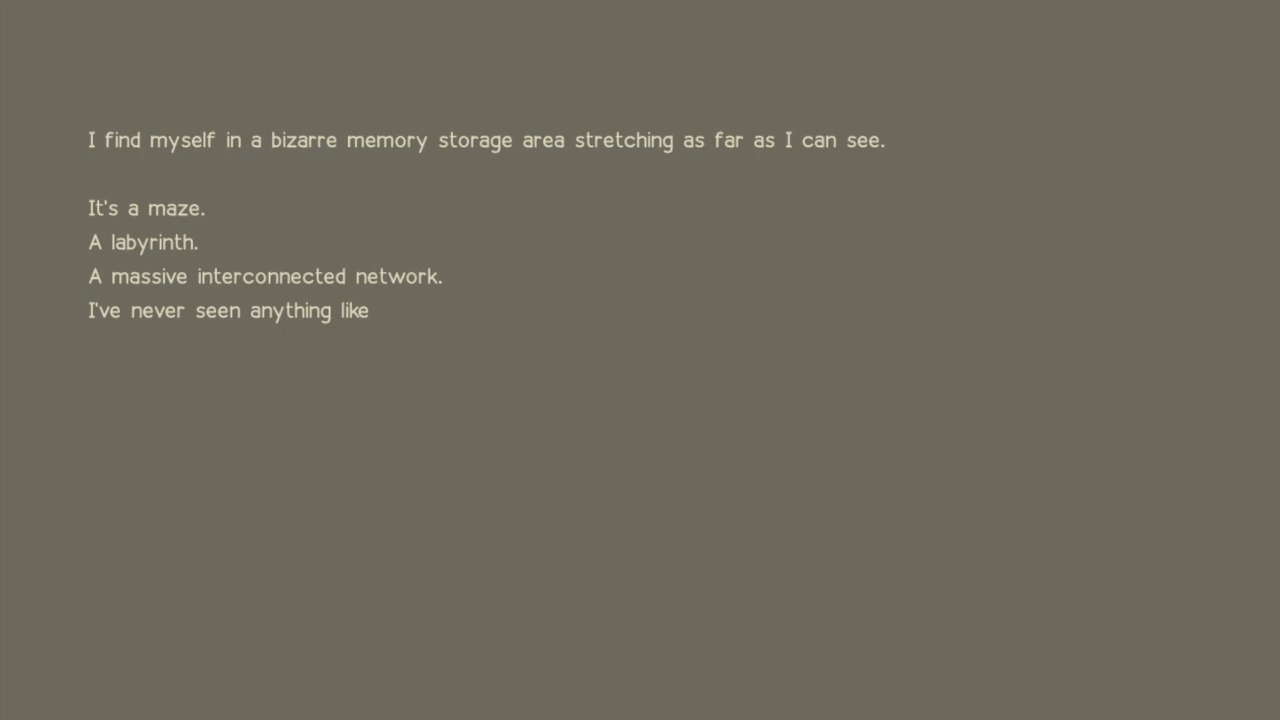 I find myself in a bizarre memory storage area stretching as far as I can see.
It's a maze.
A labyrinth.
A massive interconnected network.
I've never seen anything like